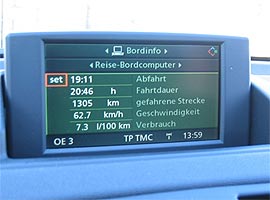 Bordinfo
Reise-Bordcomputer
set 19:11 Abfahrt
20:46 h Fahrtdauer
1305 km gefahrene Strecke
62.7 km/h Geschwindigkeit
7.3 l/100 km Verbrauch
OE 3 TP TMC T 13:59